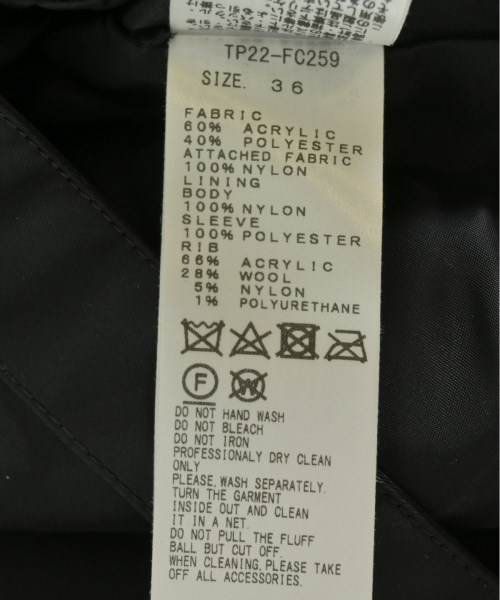 TP22-FC259
SIZE. 36
FABRIC
60% ACRYLIC
40% POLYESTER
ATTACHED FABRIC
100% NYLON
LINING
BODY
100% NYLON
SLEEVE
100% POLYESTER
RIB
66% ACRYLIC
28% WOOL
5% NYLON
1% POLYURETHANE
F
W
DO NOT HAND WASH
DO NOT BLEACH
DO NOT IRON
PROFESSIONALY DRY CLEAN
ONLY
PLEASE,WASH SEPARATELY.
TURN THE GARMENT
INSIDE OUT AND CLEAN
IT IN A NET.
DO NOT PULL THE FLUFF
BALL BUT CUT OFF.
WHEN CLEANING,PLEASE TAKE
OFF ALL ACCESSORIES.